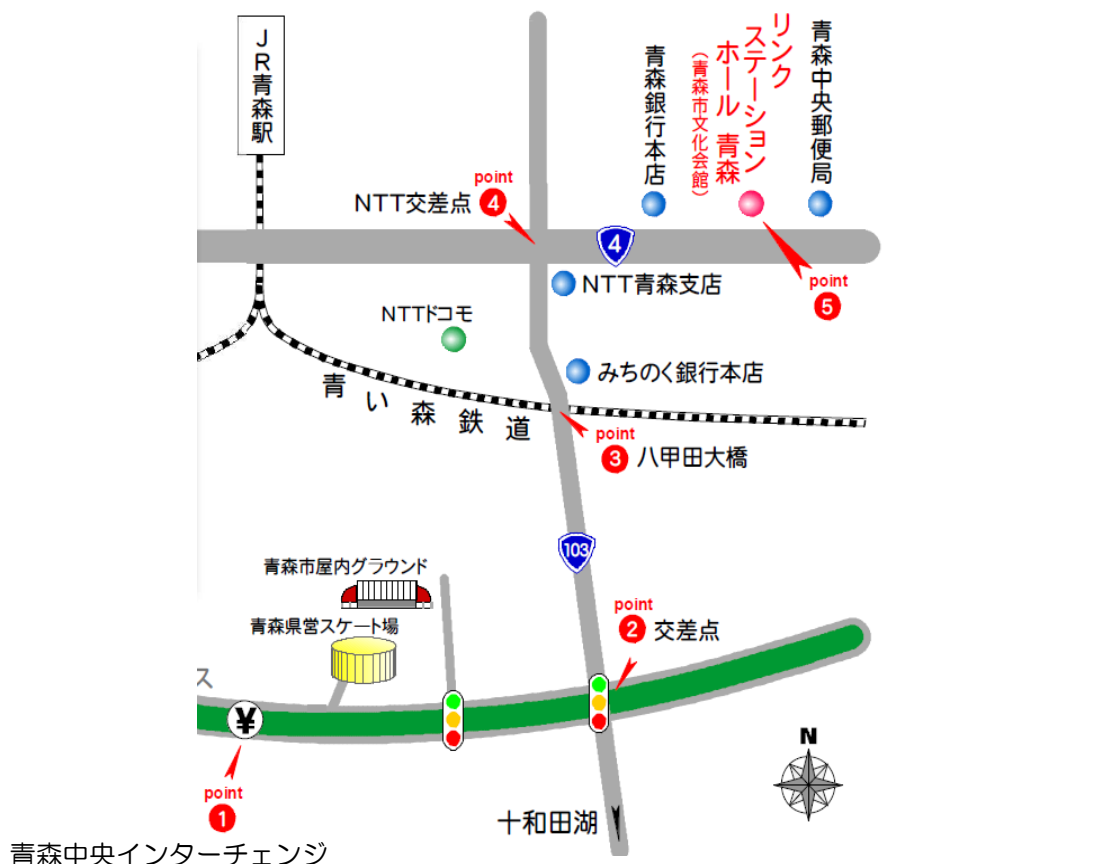 JR青森駅
リンク
ステーション
ホール 青森
(青森市文化会館)
青森中央郵便局
青森銀行本店
point
4
NTT交差点
4
NTT青森支店
point
5
NTTドコモ
みちのく銀行本店
青い森鉄道
point
3
八甲田大橋
103
青森市屋内グラウンド
青森県営スケート場
point
2
交差点
ス
¥
point
1
N
十和田湖
青森中央インターチェンジ